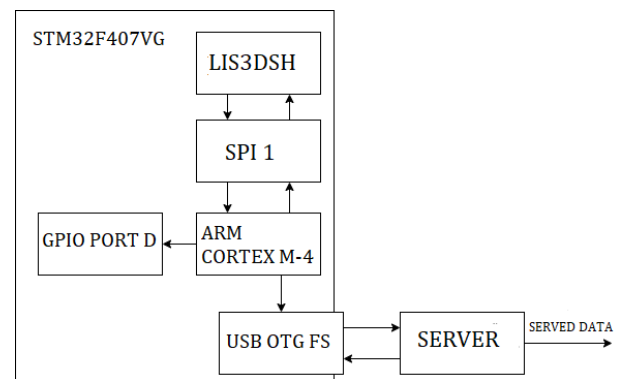 STM32F407VG
LIS3DSH
SPI 1
GPIO PORT D
ARM
CORTEX M-4
USB OTG FS
SERVER
SERVED DATA